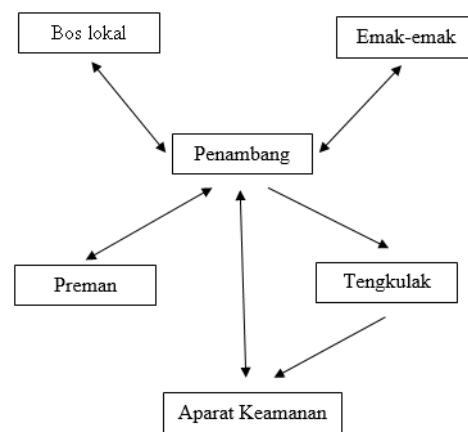 Bos lokal
Emak-emak
Penambang
Preman
Tengkulak
Aparat Keamanan